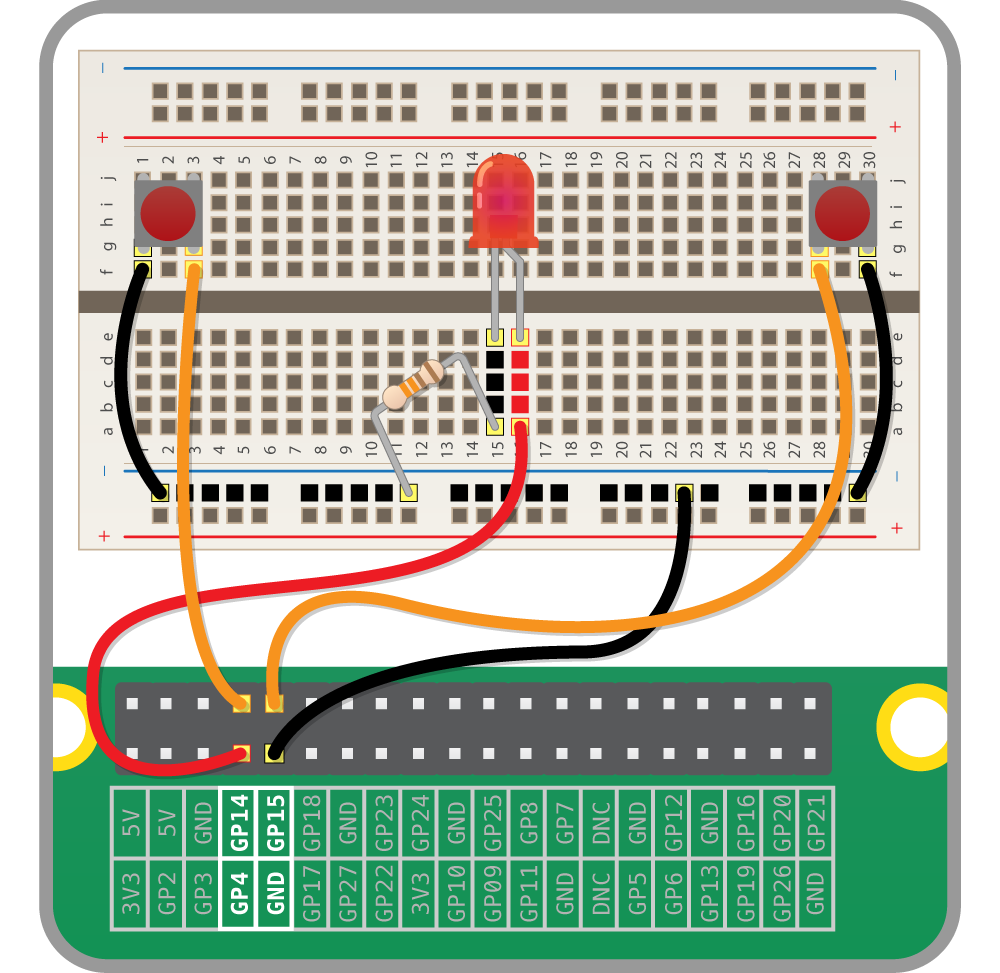 − −
+ +
1 2 3 4 5 6 7 8 9 10 11 12 13 14 15 16 17 18 19 20 21 22 23 24 25 26 27 28 29 30
j j
i i
h h
g g
f f
e e
d d
c c
b b
a a
1 2 3 4 5 6 7 8 9 10 11 12 13 14 15 16 17 18 19 20 21 22 23 24 25 26 27 28 29 30
− −
+ +
5V 5V GND GP14 GP15 GP18 GND GP23 GP24 GND GP25 GP8 GP7 DNC GND GP12 GND GP16 GP20 GP21
3V3 GP2 GP3 GP4 GND GP17 GP27 GP22 3V3 GP10 GP09 GP11 GND DNC GP5 GP6 GP13 GP19 GP26 GND